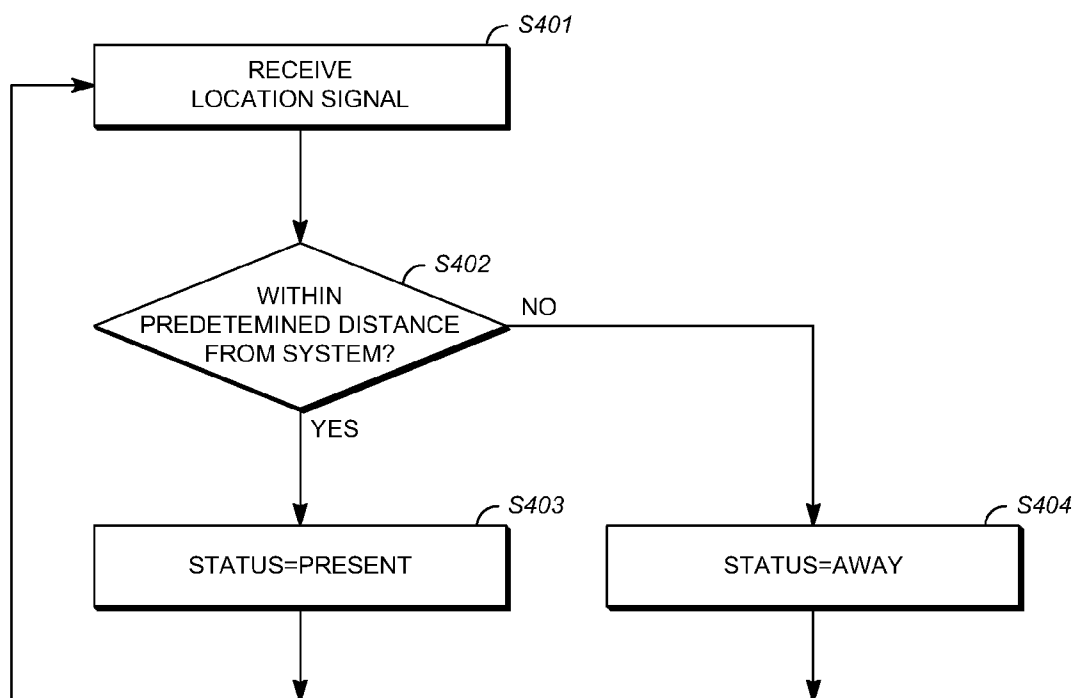 S401
RECEIVE
LOCATION SIGNAL
S402
WITHIN
PREDETEMINED DISTANCE
FROM SYSTEM?
NO
YES
S403
STATUS=PRESENT
S404
STATUS=AWAY